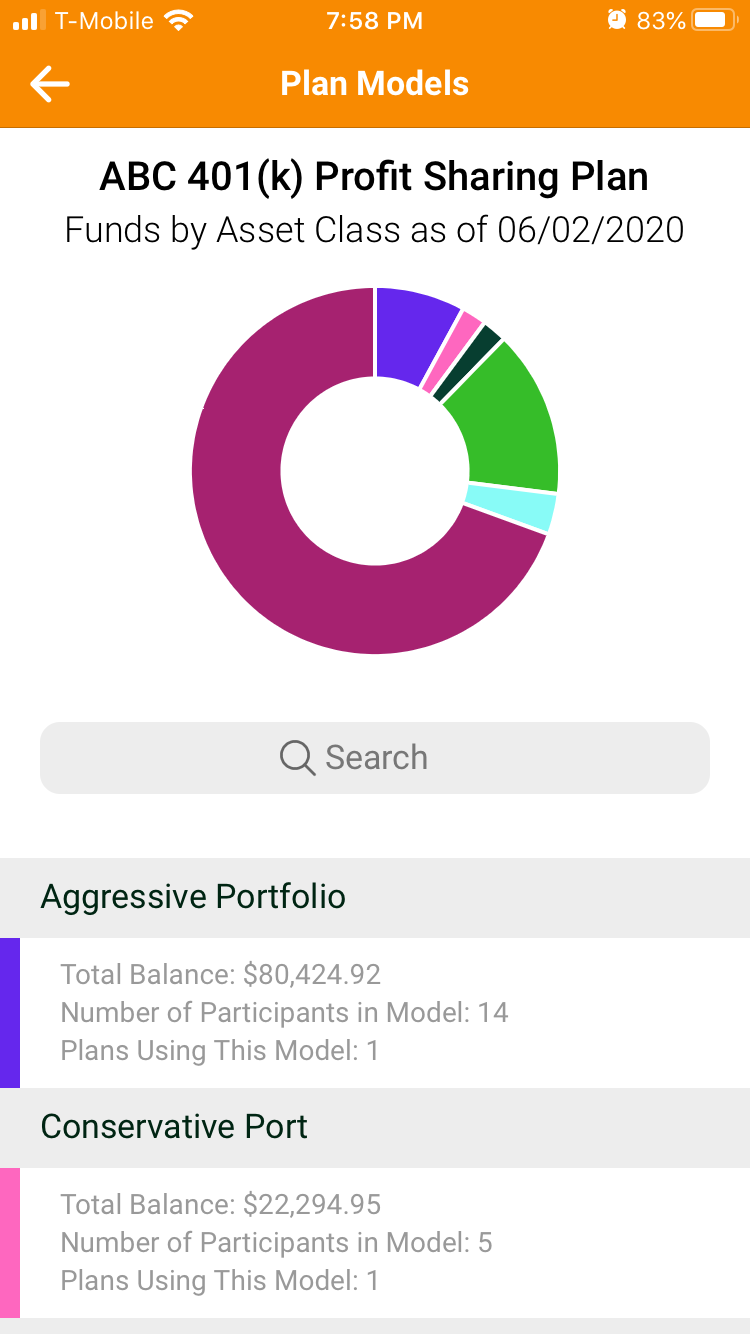 T-Mobile 7:58 PM 83%
Plan Models
ABC 401(k) Profit Sharing Plan
Funds by Asset Class as of 06/02/2020
Search
Aggressive Portfolio
Total Balance: $80,424.92
Number of Participants in Model: 14
Plans Using This Model: 1
Conservative Port
Total Balance: $22,294.95
Number of Participants in Model: 5
Plans Using This Model: 1